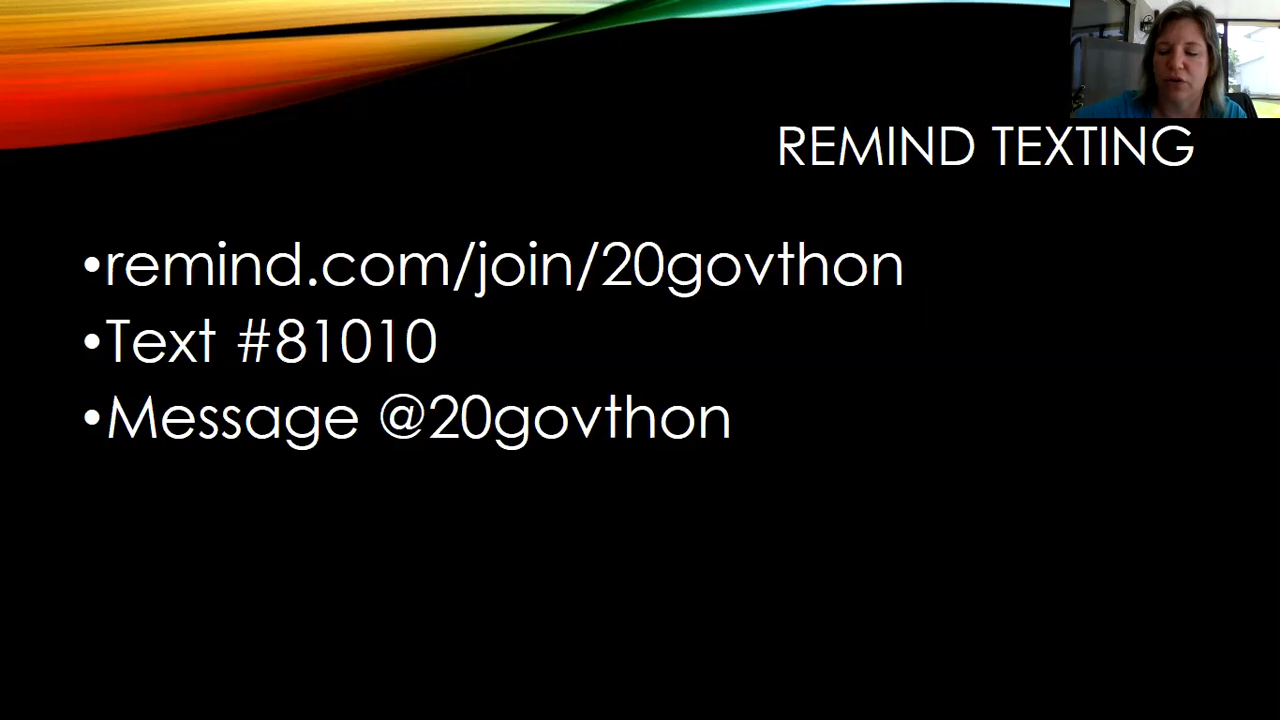 REMIND TEXTING
•remind.com/join/20govthon
•Text #81010
•Message @20govthon